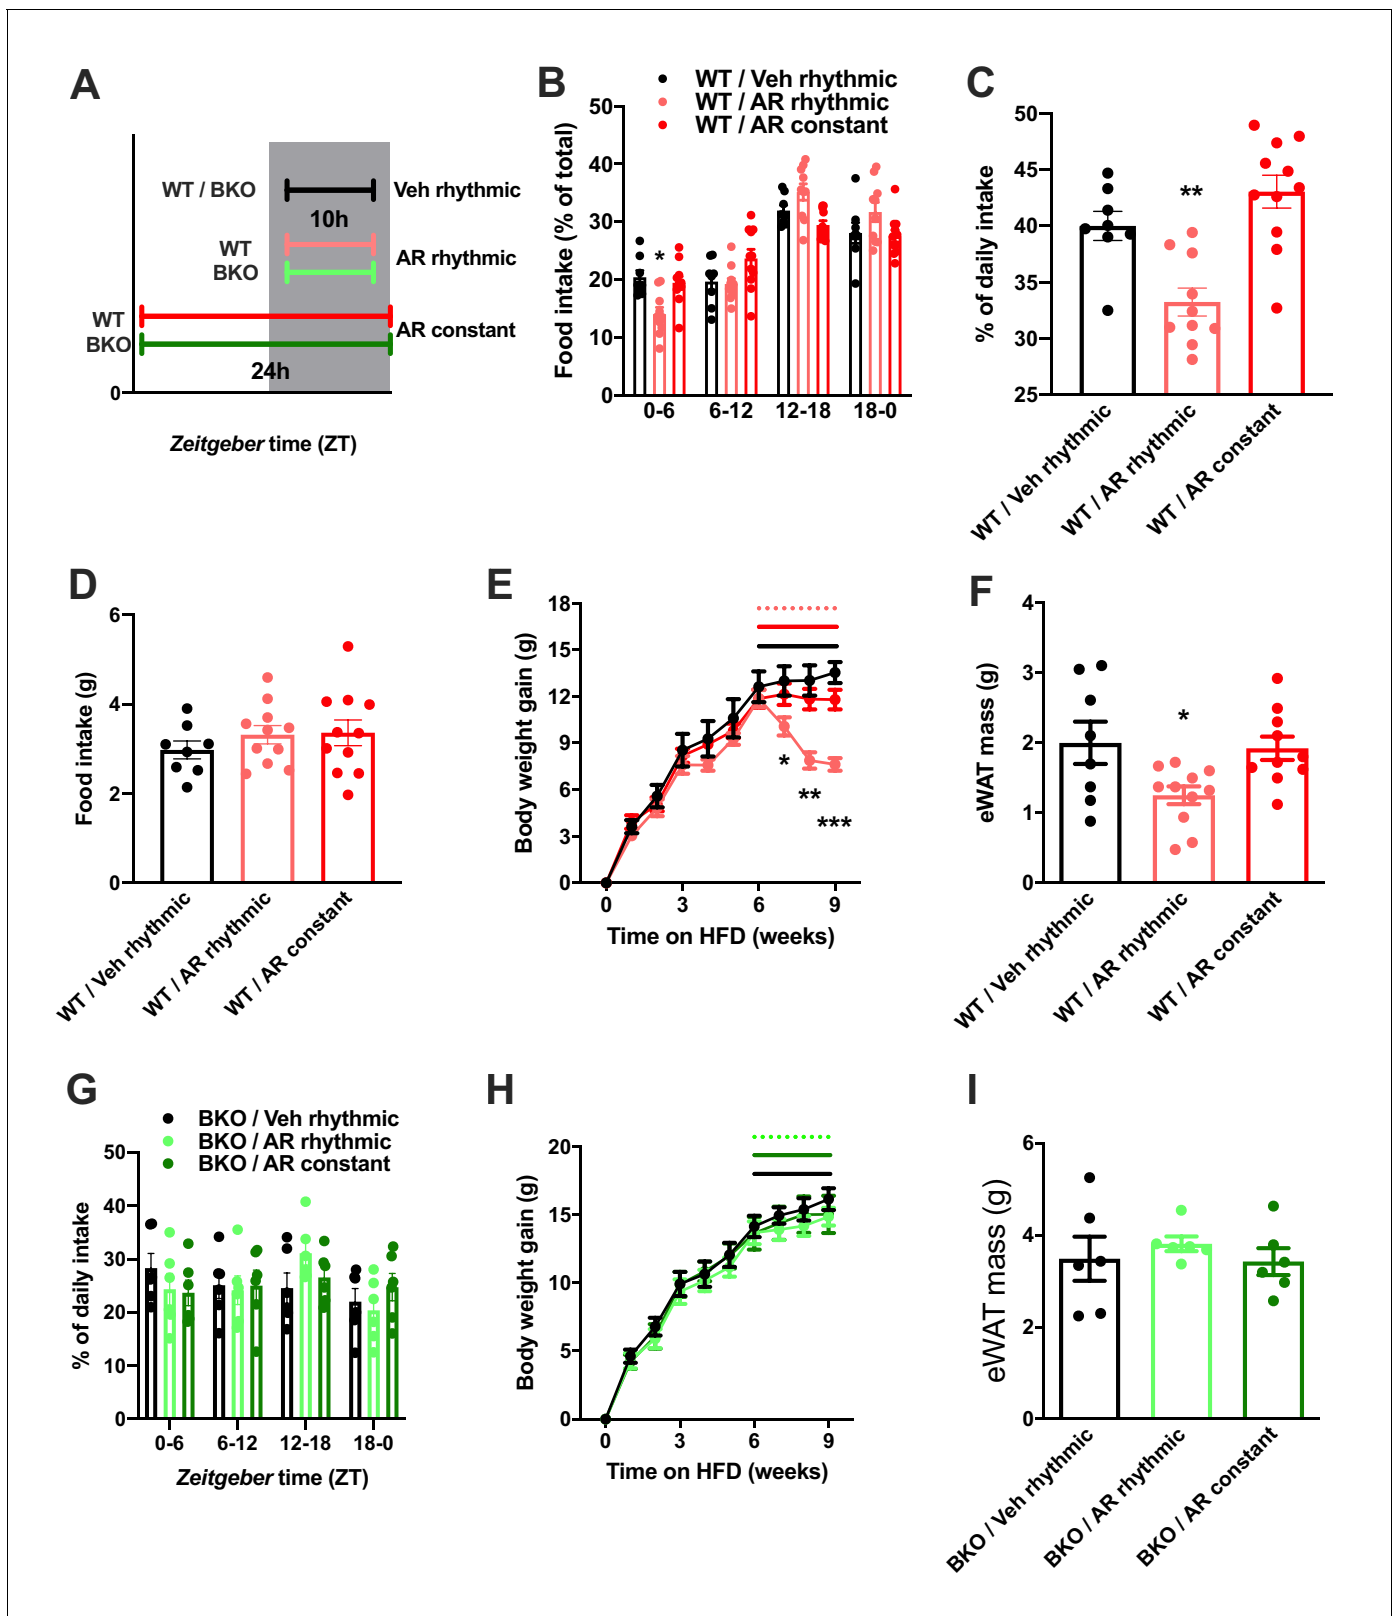 A
WT / BKO
Veh rhythmic
10h
WT
BKO
AR rhythmic
WT
BKO
AR constant
24h
0
Zeitgeber time (ZT)
B
WT / Veh rhythmic
WT / AR rhythmic
WT / AR constant
Food intake (% of total)
50
40
30
20
10
0
*
0-6 6-12 12-18 18-0
C
% of daily intake
50
45
40
35
30
25
**
WT / Veh rhythmic
WT / AR rhythmic
WT / AR constant
D
Food intake (g)
6
4
2
0
WT / Veh rhythmic
WT / AR rhythmic
WT / AR constant
E
Body weight gain (g)
18
15
12
9
6
3
0
*
**
***
0 3 6 9
Time on HFD (weeks)
F
eWAT mass (g)
4
3
2
1
0
*
WT / Veh rhythmic
WT / AR rhythmic
WT / AR constant
G
BKO / Veh rhythmic
BKO / AR rhythmic
BKO / AR constant
% of daily intake
50
40
30
20
10
0
0-6 6-12 12-18 18-0
Zeitgeber time (ZT)
H
Body weight gain (g)
20
15
10
5
0
0 3 6 9
Time on HFD (weeks)
I
eWAT mass (g)
6
4
2
0
BKO / Veh rhythmic
BKO / AR rhythmic
BKO / AR constant